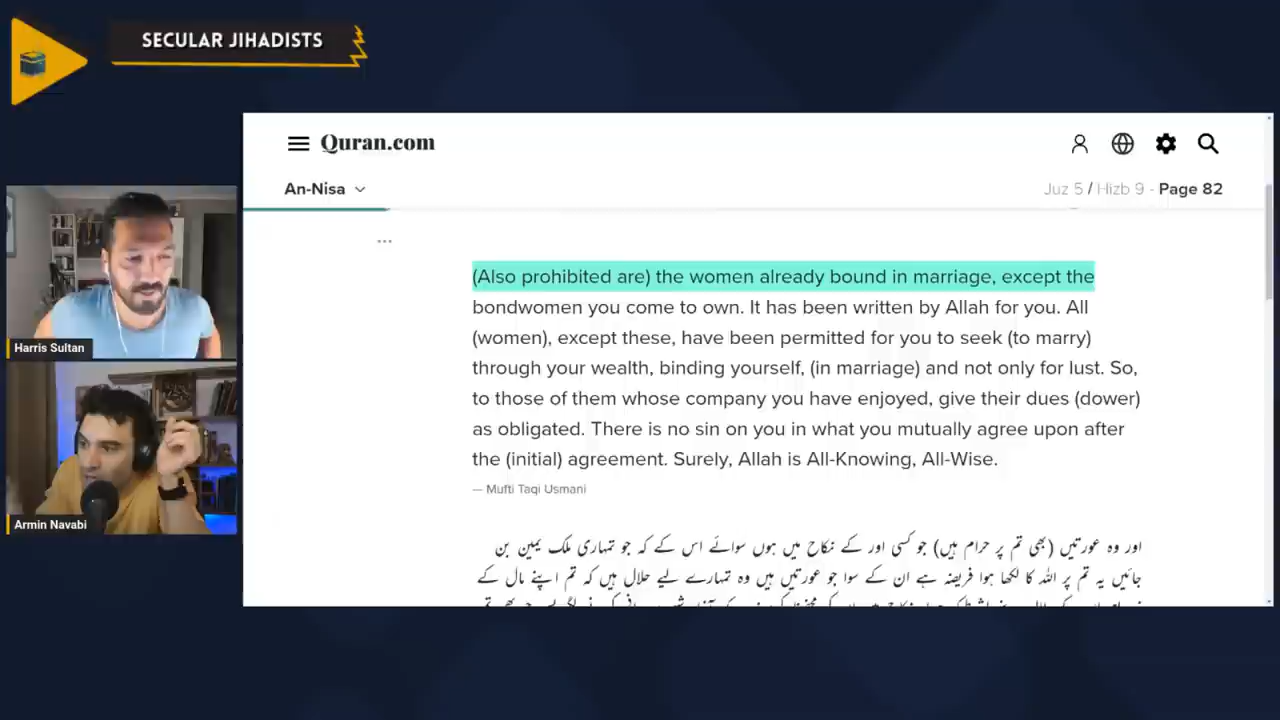 SECULAR JIHADISTS
Quran.com
An-Nisa
Juz 5 / Hizb 9 - Page 82
...
(Also prohibited are) the women already bound in marriage, except the
bondwomen you come to own. It has been written by Allah for you. All
(women), except these, have been permitted for you to seek (to marry)
through your wealth, binding yourself, (in marriage) and not only for lust. So,
to those of them whose company you have enjoyed, give their dues (dower)
as obligated. There is no sin on you in what you mutually agree upon after
the (initial) agreement. Surely, Allah is All-Knowing, All-Wise.
— Mufti Taqi Usmani
اور وہ عورتیں (بھی تم پر حرام ہیں) جو کسی اور کے نکاح میں ہوں سوائے اس کے کہ جو تمہاری ملک یمین بن
جائیں یہ تم پر اللہ کا لکھا ہوا فریضہ ہے ان کے سوا جو عورتیں ہیں وہ تمہارے لیے حلال ہیں کہ تم اپنے مال کے
Harris Sultan
Armin Navabi